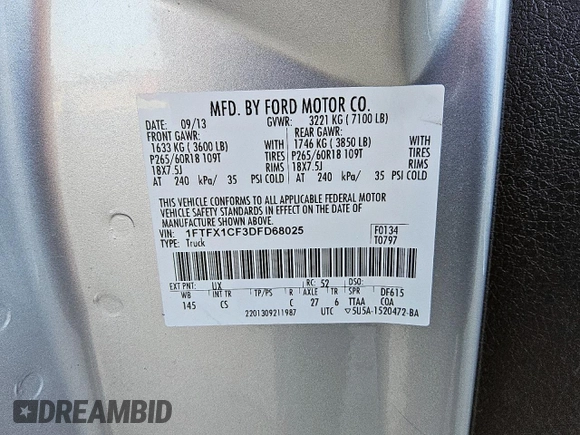 MFD. BY FORD MOTOR CO.
DATE: 09/13 GVWR: 3221 KG ( 7100 LB)
FRONT GAWR: REAR GAWR:
1633 KG ( 3600 LB) WITH 1746 KG ( 3850 LB) WITH
P265/60R18 109T TIRES P265/60R18 109T TIRES
18X7.5J RIMS 18X7.5J RIMS
AT 240 kPa/ 35 PSI COLD AT 240 kPa/ 35 PSI COLD
THIS VEHICLE CONFORMS TO ALL APPLICABLE FEDERAL MOTOR
VEHICLE SAFETY AND BUMPER STANDARDS IN EFFECT ON THE DATE OF
MANUFACTURE SHOWN ABOVE.
VIN: 1FTFX1CF3DFD68025 F0134
TYPE: Truck T0797
EXT PNT: UX RC: 52 DSO:
WB INT TR TP/PS R AXLE TR SPR DF615
145 CS C 27 6 TTAA COA
2201309211987 UTC 5U5A-1520472-BA
DREAMBID